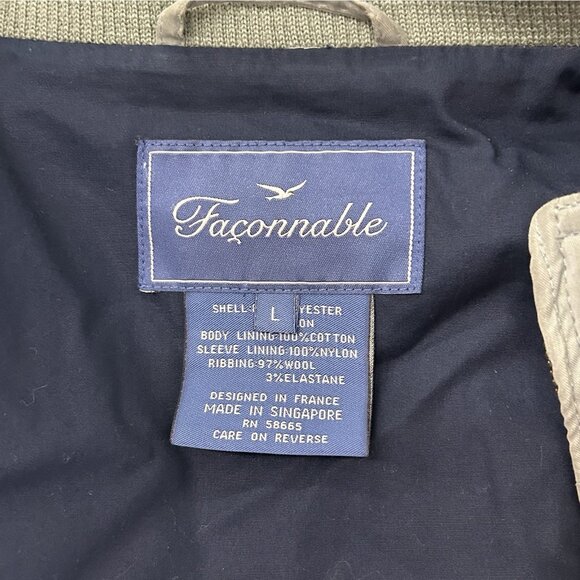 Façonnable
L
SHELL:
BODY LINING:100%COTTON
SLEEVE LINING:100%NYLON
RIBBING:97%WOOL
3%ELASTANE
DESIGNED IN FRANCE
MADE IN SINGAPORE
RN 58665
CARE ON REVERSE